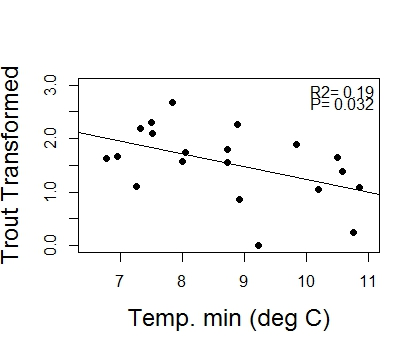 R2= 0.19
P= 0.032
Trout Transformed
3.0
2.0
1.0
0.0
7 8 9 10 11
Temp. min (deg C)